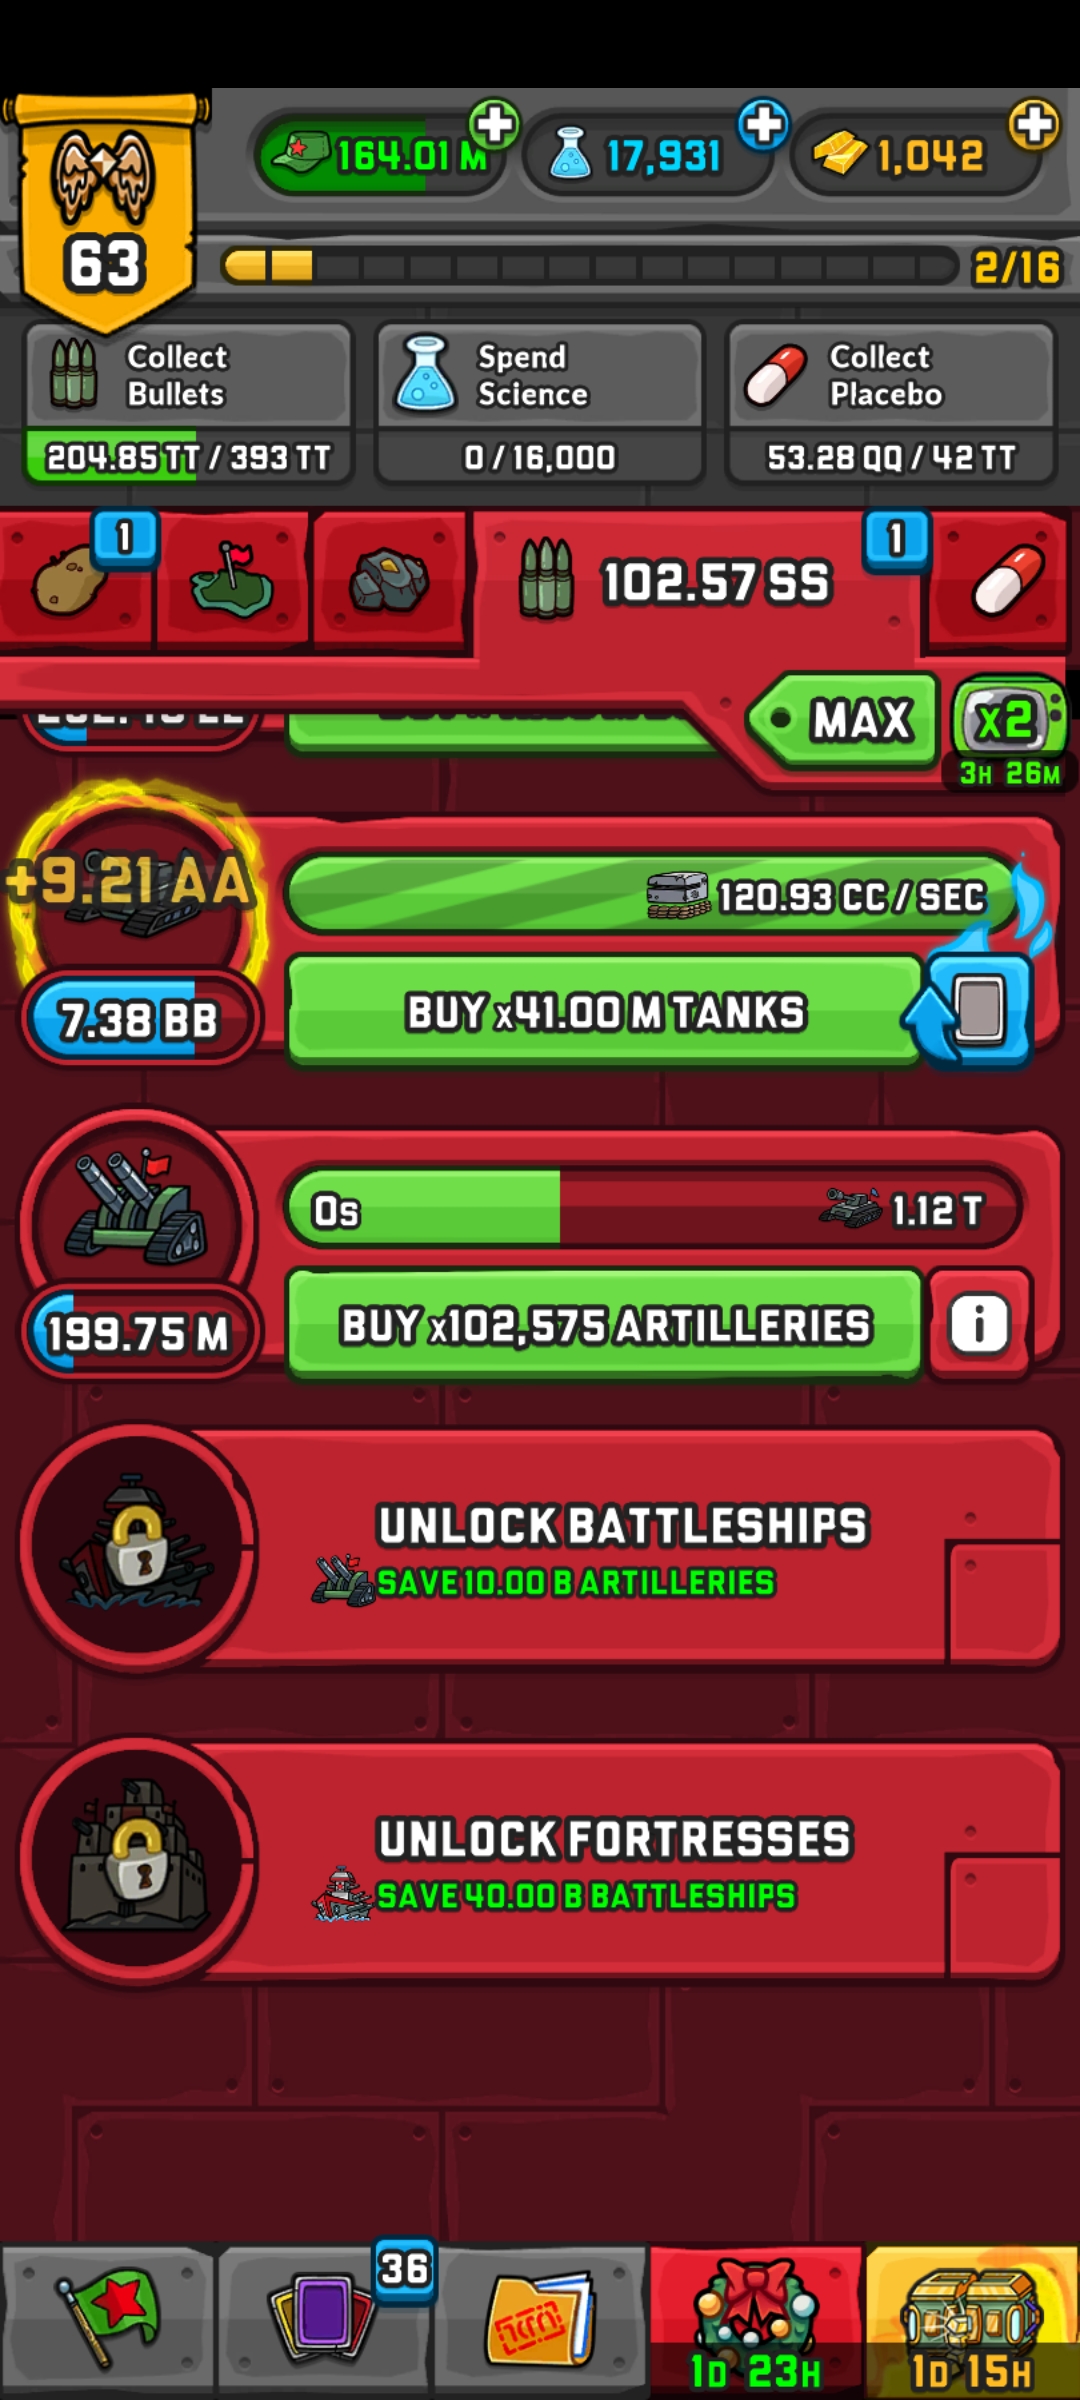 164.01 M
17,931
1,042
63
2/16
Collect
Bullets
204.85 TT / 393 TT
Spend
Science
0 / 16,000
Collect
Placebo
53.28 QQ / 42 TT
1
102.57 SS
1
MAX
x2
3H 26M
+9.21 AA
120.93 CC / SEC
7.38 BB
BUY x41.00 M TANKS
0s
1.12 T
199.75 M
BUY x102,575 ARTILLERIES
i
UNLOCK BATTLESHIPS
SAVE 10.00 B ARTILLERIES
UNLOCK FORTRESSES
SAVE 40.00 B BATTLESHIPS
36
1D 23H
1D 15H